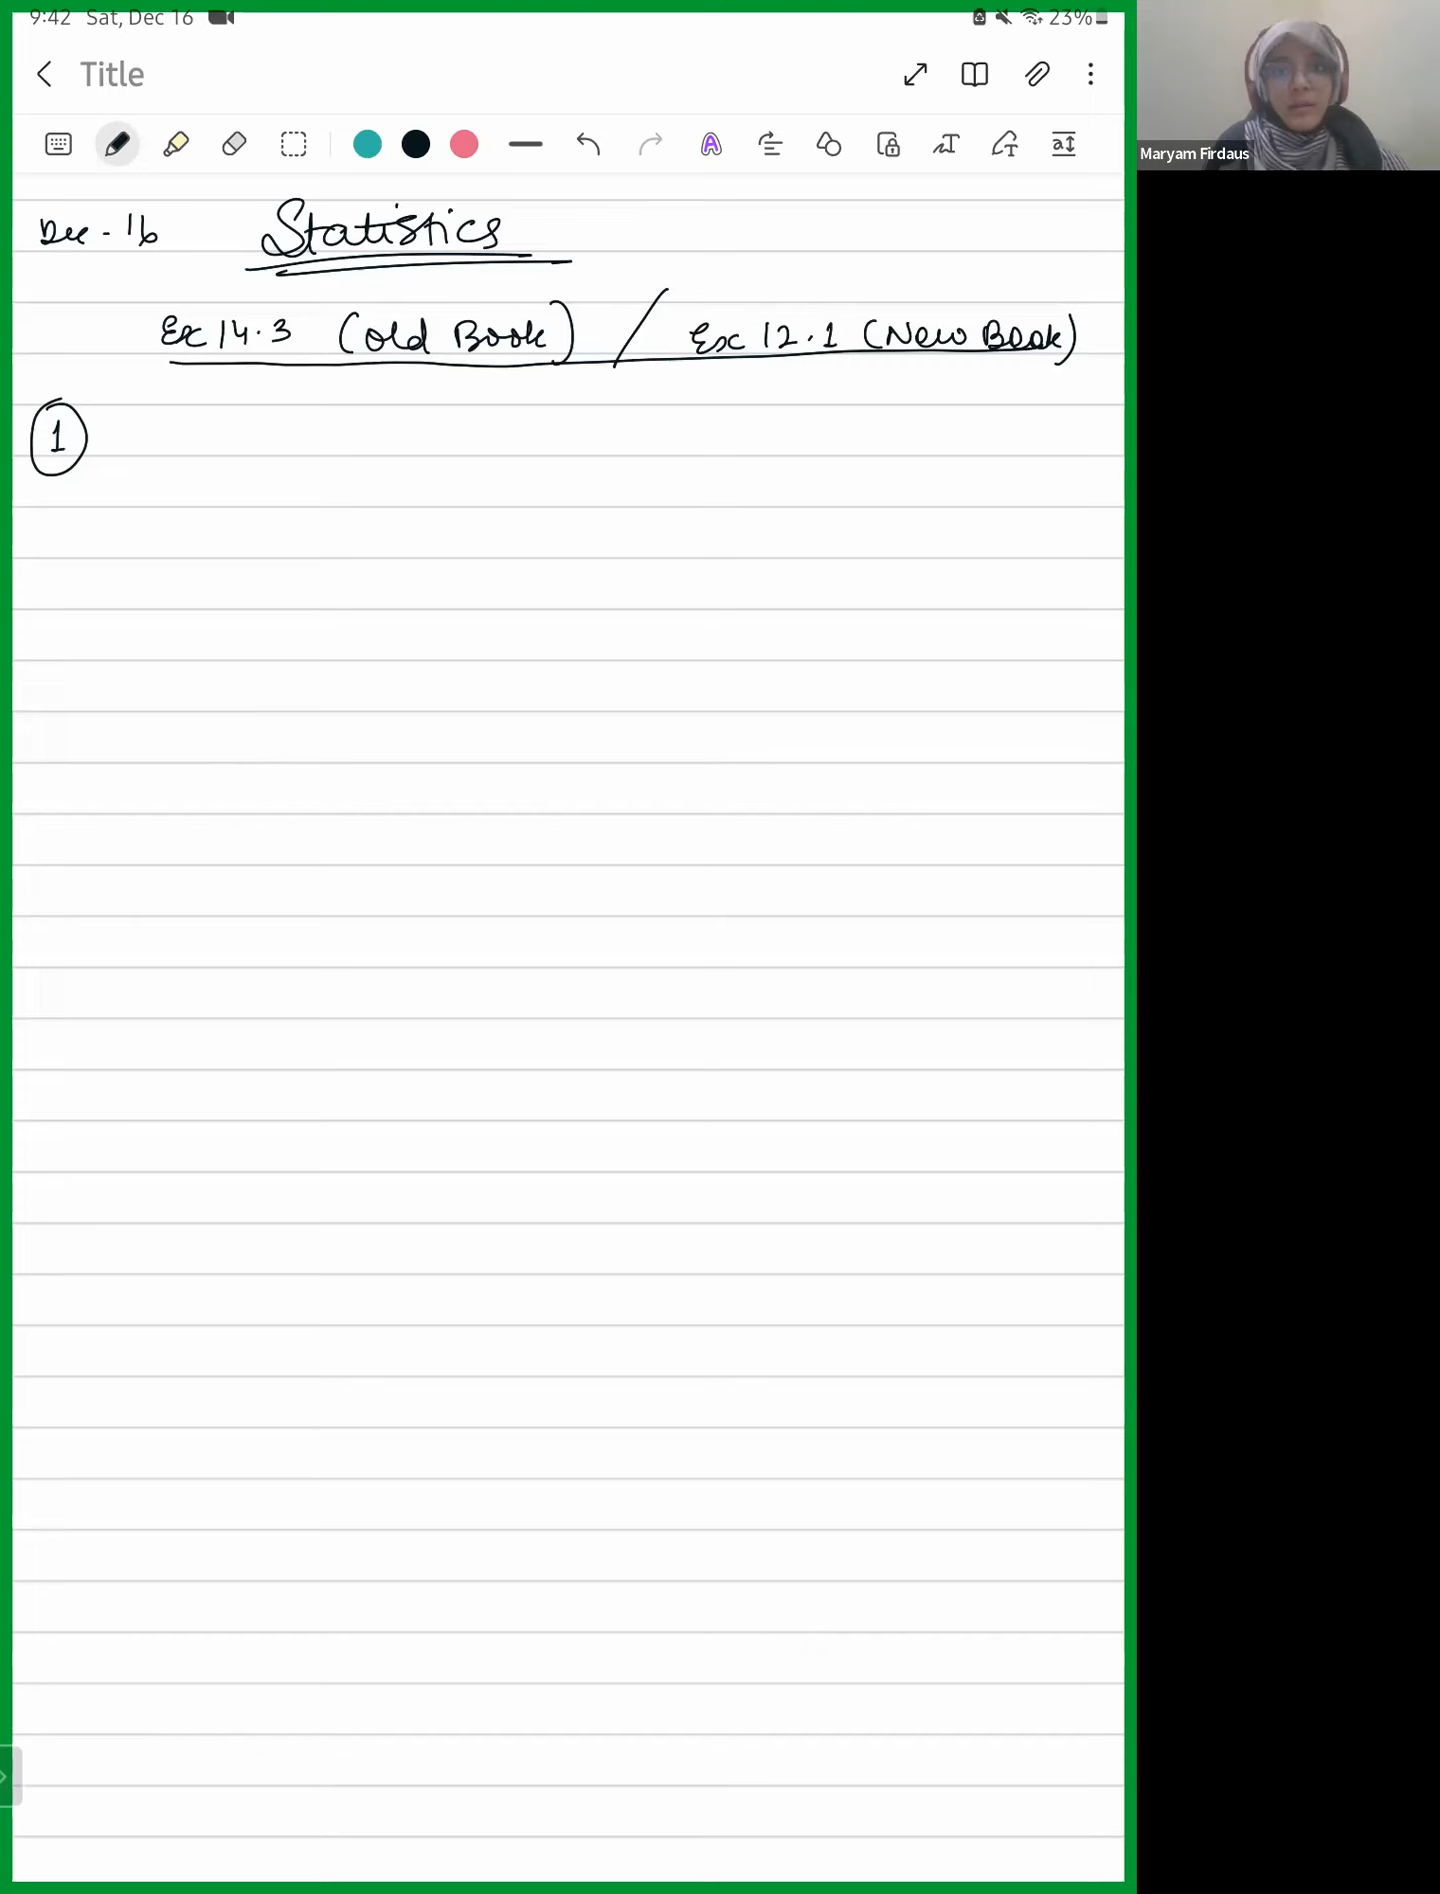 9:42 Sat, Dec 16 23%
Title
Maryam Firdaus
Dec - 16 Statistics
Ex 14.3 (Old Book) / Ex 12.1 (New Book)
1